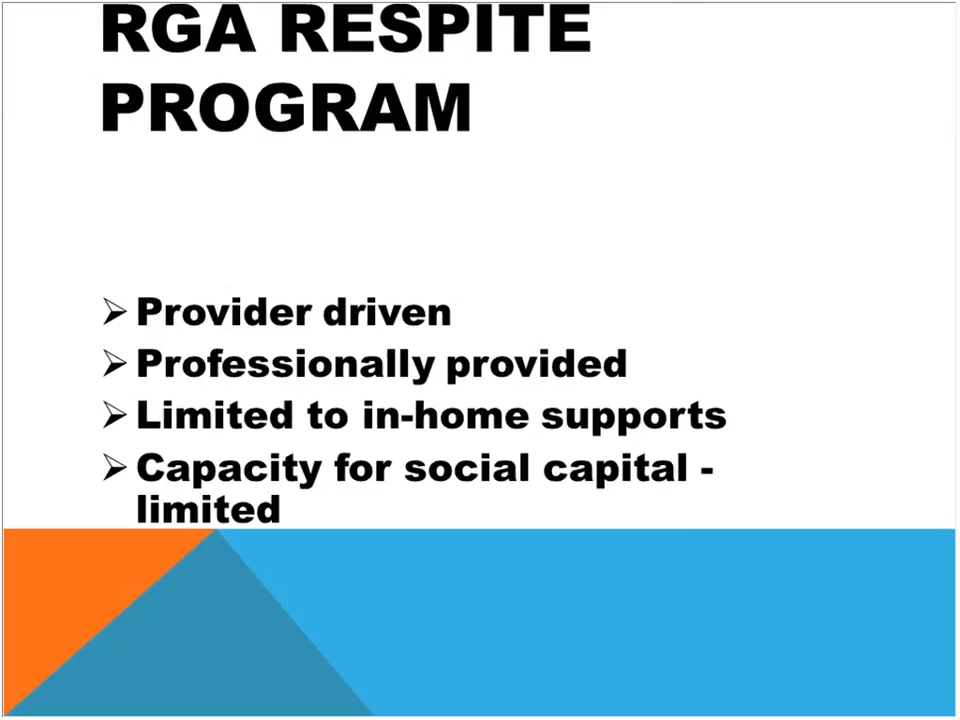 RGA RESPITE
PROGRAM
➢ Provider driven
➢ Professionally provided
➢ Limited to in-home supports
➢ Capacity for social capital -
limited